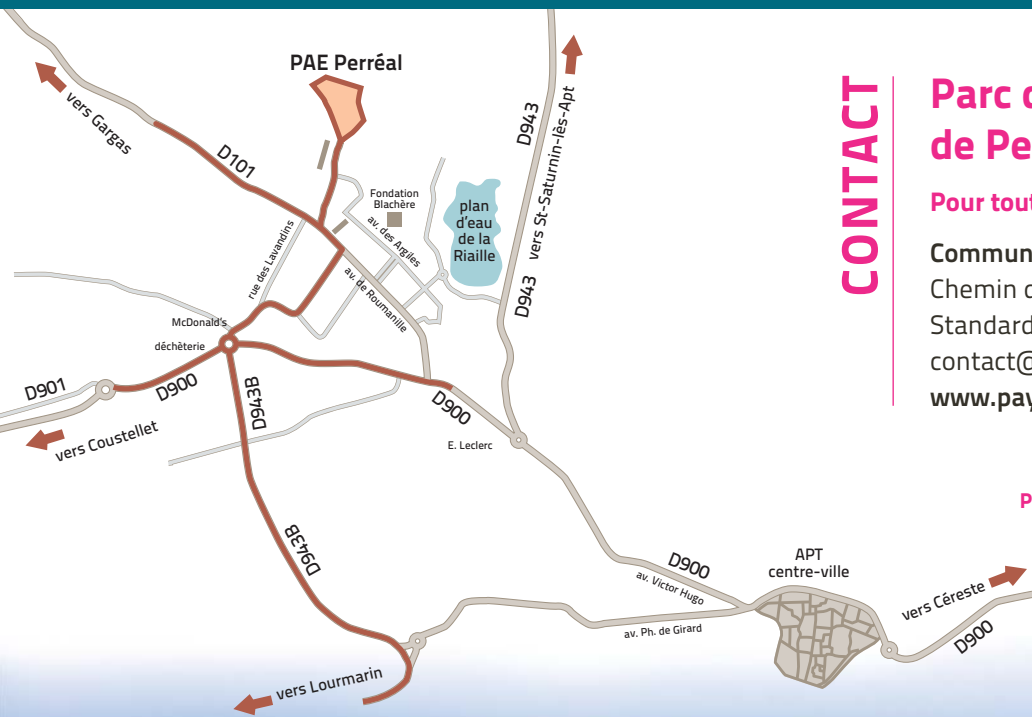 PAE Perréal
vers Gargas
D101
D943
vers St-Saturnin-lès-Apt
Fondation
Blachère
av. des Argiles
plan
d'eau
de la
Riaille
rue des Lavandins
av. de Roumanille
D943
McDonald's
déchèterie
D901
D900
D943B
D900
vers Coustellet
E. Leclerc
D943B
D900
av. Victor Hugo
av. Ph. de Girard
APT
centre-ville
vers Céreste
D900
vers Lourmarin
CONTACT
Parc d
de Pe
Pour tout
Commun
Chemin d
Standard
contact@
www.pay
P